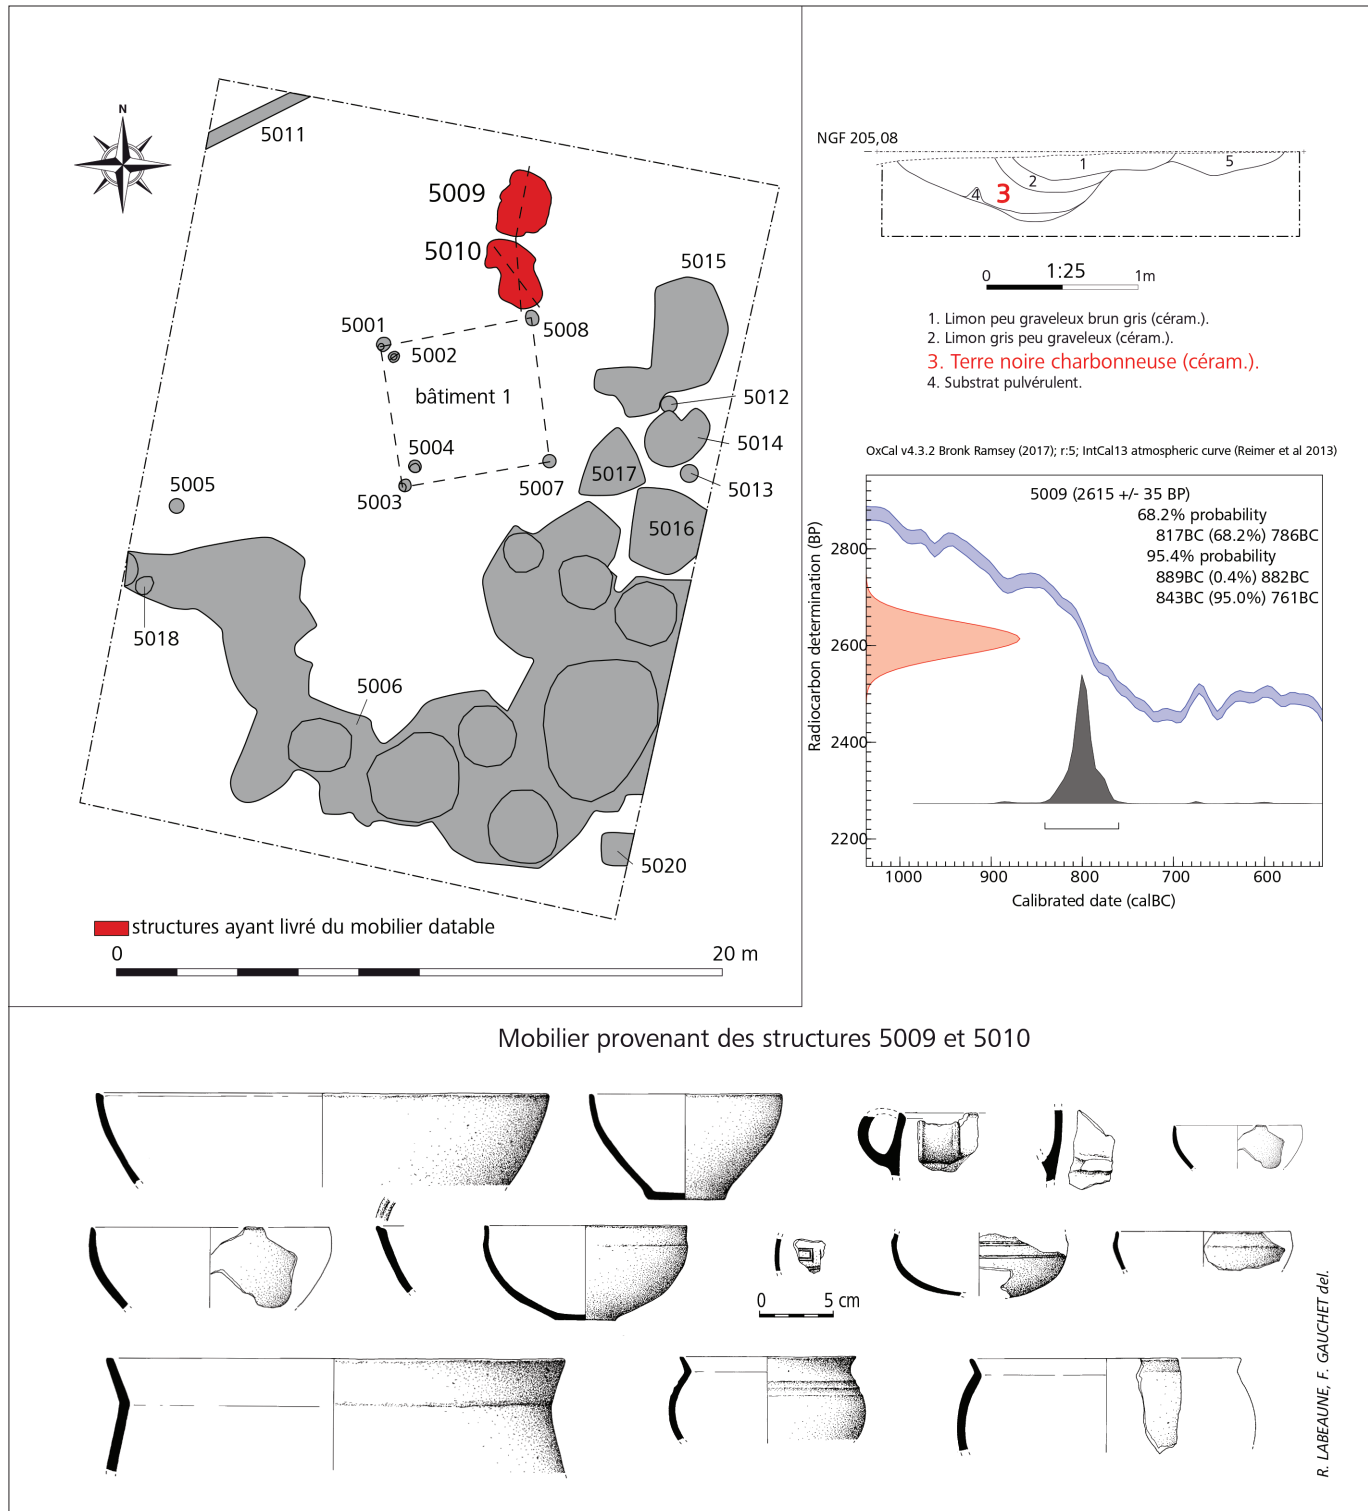 N
5011
5009
5010
5015
5001
5008
5002
bâtiment 1
5012
5004
5014
5017
5005
5003
5007
5013
5016
5018
5006
5020
structures ayant livré du mobilier datable
0
20 m
NGF 205,08
1
5
2
4
3
0
1:25
1m
1. Limon peu graveleux brun gris (céram.).
2. Limon gris peu graveleux (céram.).
3. Terre noire charbonneuse (céram.).
4. Substrat pulvérulent.
OxCal v4.3.2 Bronk Ramsey (2017); r:5; IntCal13 atmospheric curve (Reimer et al 2013)
5009 (2615 +/- 35 BP)
68.2% probability
817BC (68.2%) 786BC
95.4% probability
889BC (0.4%) 882BC
843BC (95.0%) 761BC
Radiocarbon determination (BP)
2800
2600
2400
2200
1000 900 800 700 600
Calibrated date (calBC)
Mobilier provenant des structures 5009 et 5010
0
5 cm
R. LABEAUNE, F. GAUCHET del.